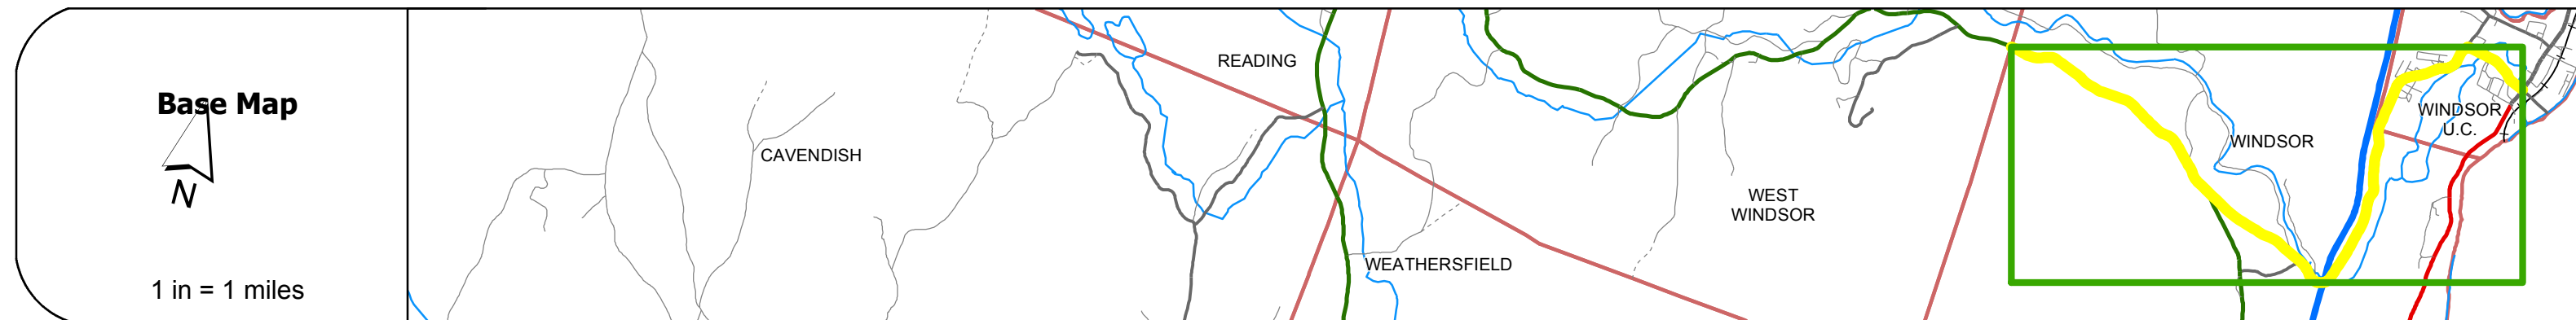 Base Map
N
1 in = 1 miles
READING
CAVENDISH
WEATHERSFIELD
WEST
WINDSOR
WINDSOR
WINDSOR
U.C.